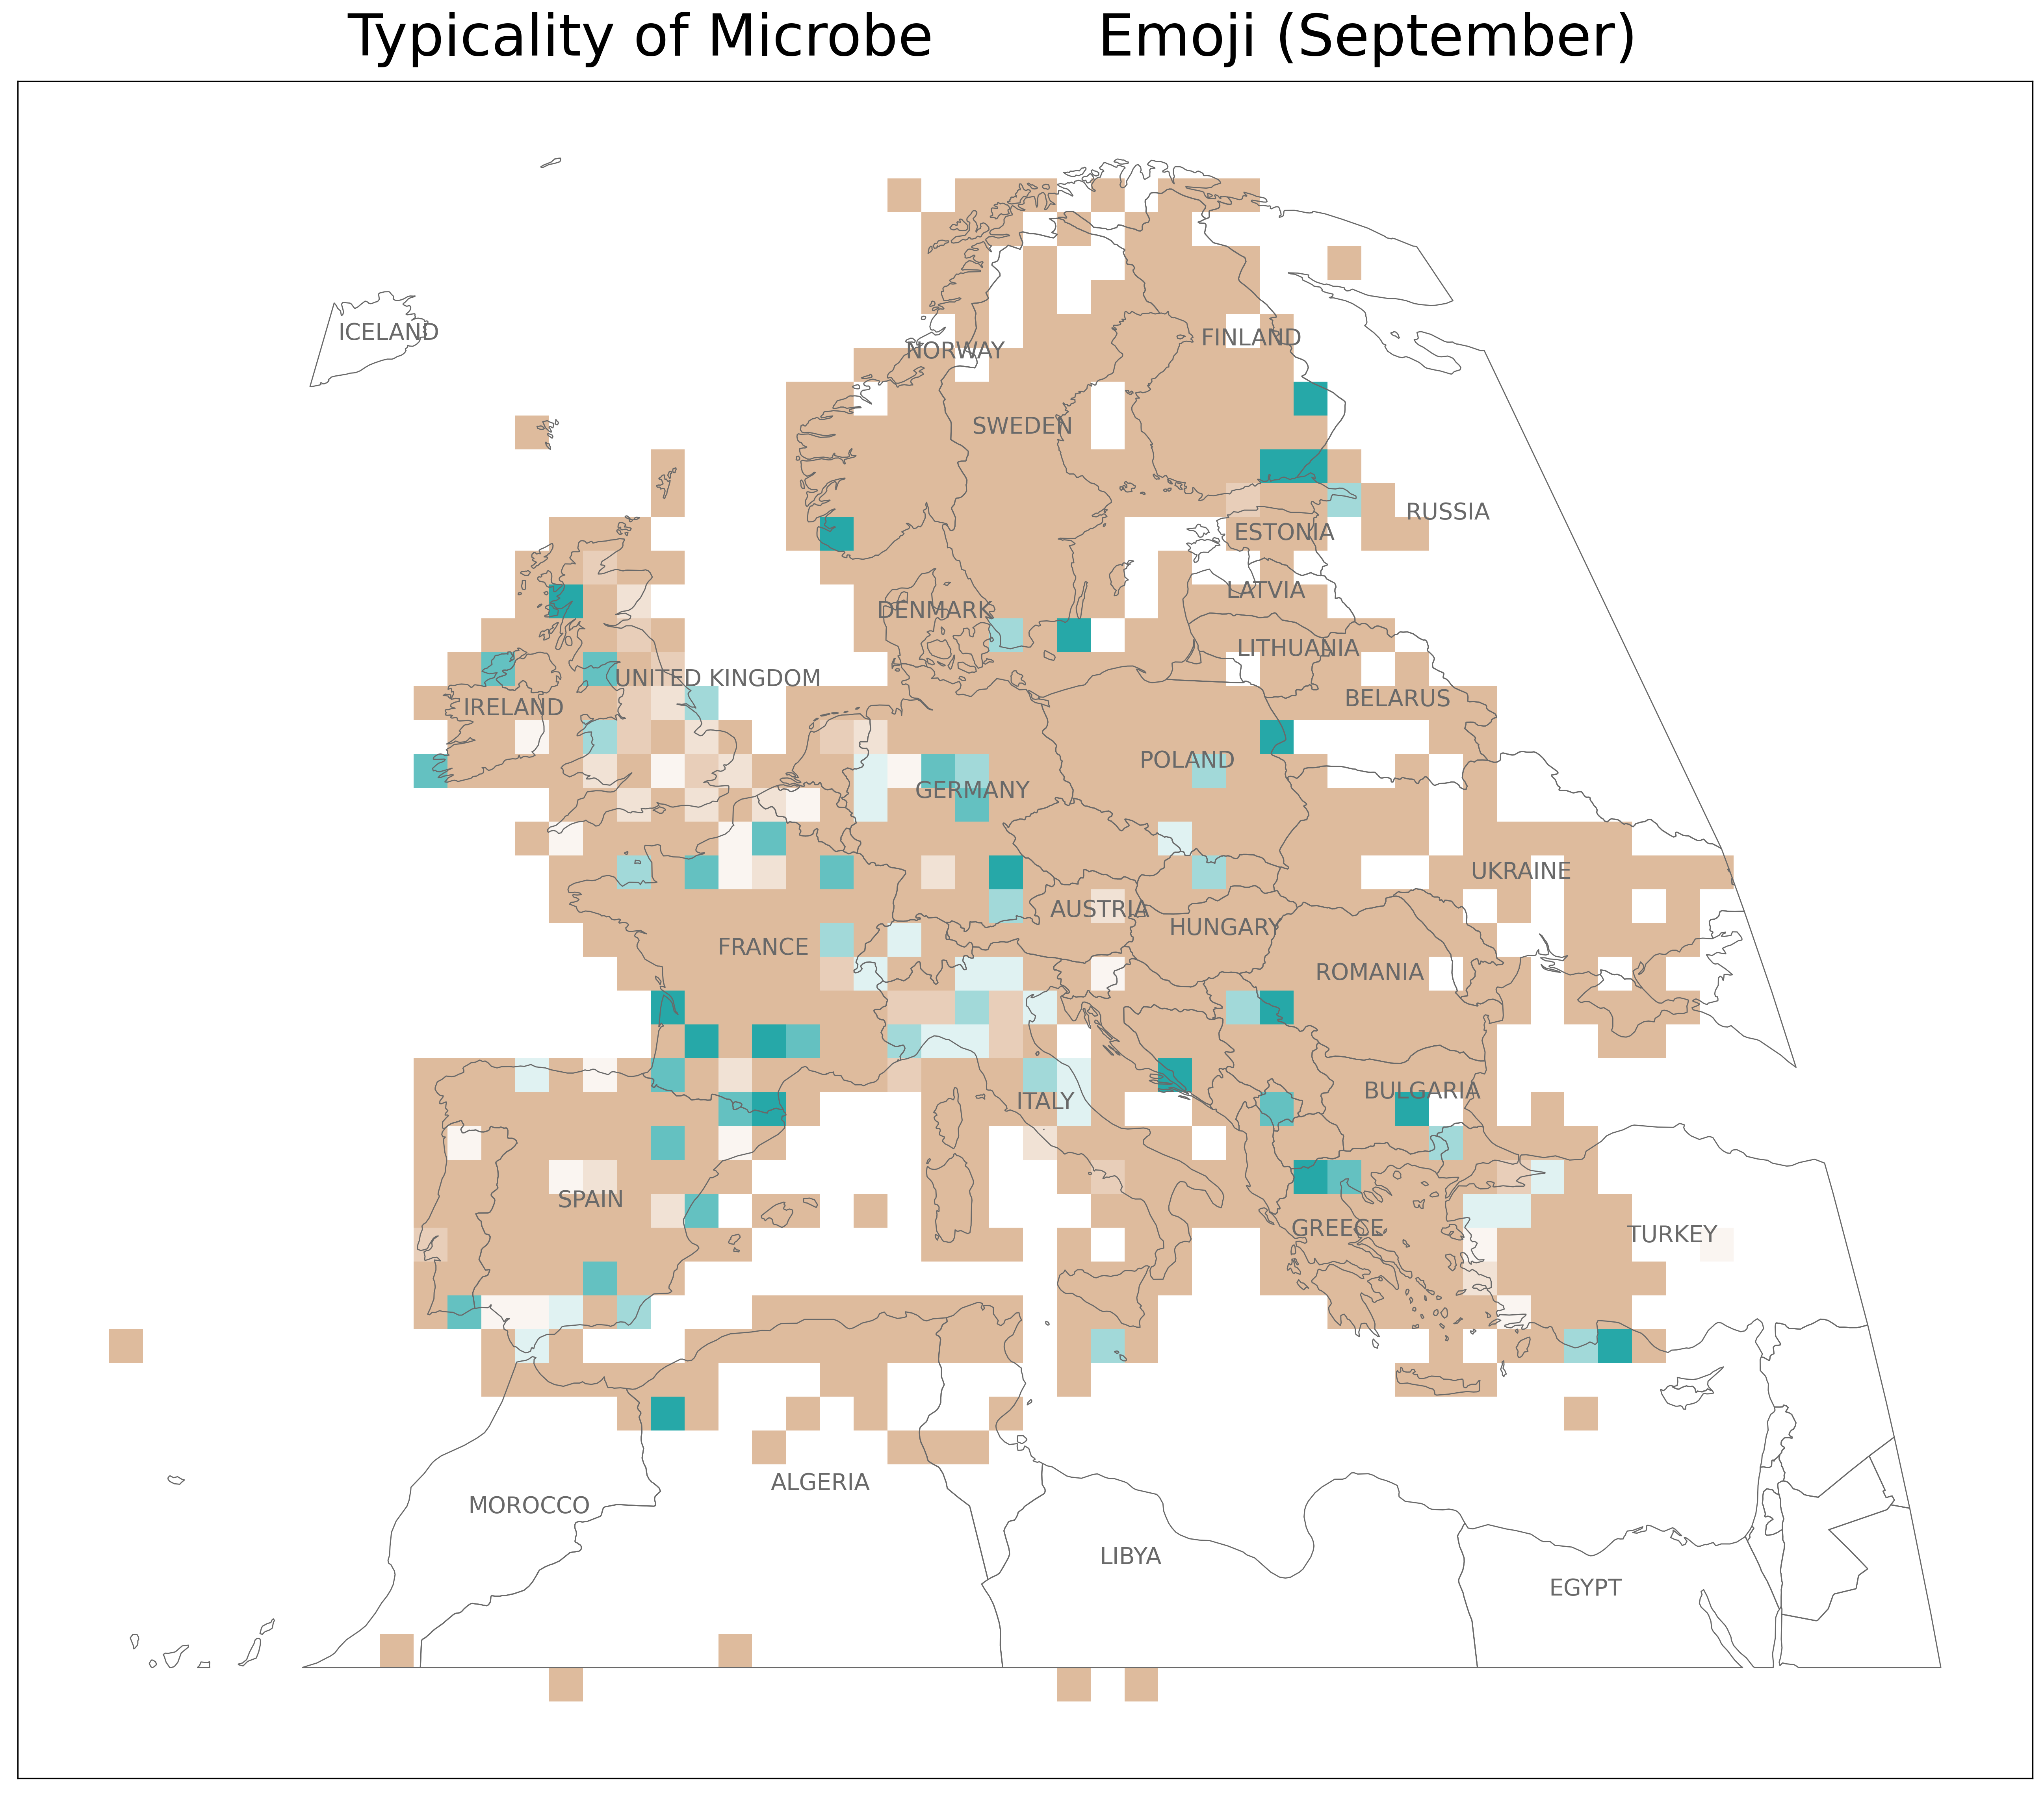 Typicality of Microbe Emoji (September)
ICELAND
FINLAND
NORWAY
SWEDEN
RUSSIA
ESTONIA
LATVIA
DENMARK
LITHUANIA
UNITED KINGDOM
BELARUS
IRELAND
POLAND
GERMANY
UKRAINE
AUSTRIA
HUNGARY
FRANCE
ROMANIA
BULGARIA
ITALY
SPAIN
GREECE
TURKEY
ALGERIA
MOROCCO
LIBYA
EGYPT